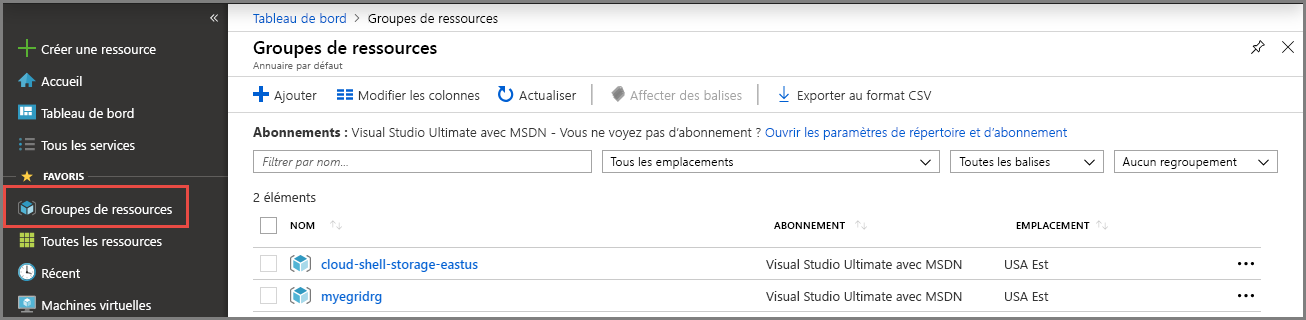 «
Créer une ressource
Accueil
Tableau de bord
Tous les services
FAVORIS
Groupes de ressources
Toutes les ressources
Récent
Machines virtuelles
Tableau de bord > Groupes de ressources
Groupes de ressources
Annuaire par défaut
Ajouter Modifier les colonnes Actualiser Affecter des balises Exporter au format CSV
Abonnements : Visual Studio Ultimate avec MSDN - Vous ne voyez pas d'abonnement ? Ouvrir les paramètres de répertoire et d'abonnement
Filtrer par nom... Tous les emplacements Toutes les balises Aucun regroupement
2 éléments
NOM ABONNEMENT EMPLACEMENT
cloud-shell-storage-eastus Visual Studio Ultimate avec MSDN USA Est
myegridrg Visual Studio Ultimate avec MSDN USA Est